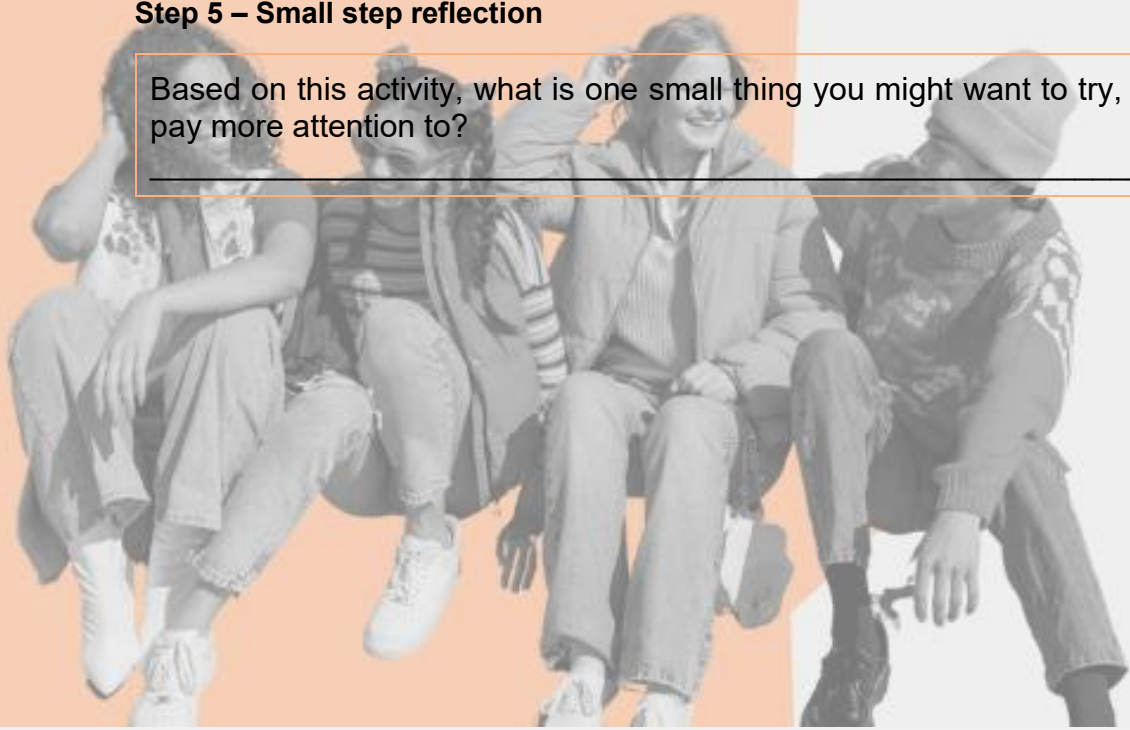 Step 5 – Small step reflection
Based on this activity, what is one small thing you might want to try,
pay more attention to?